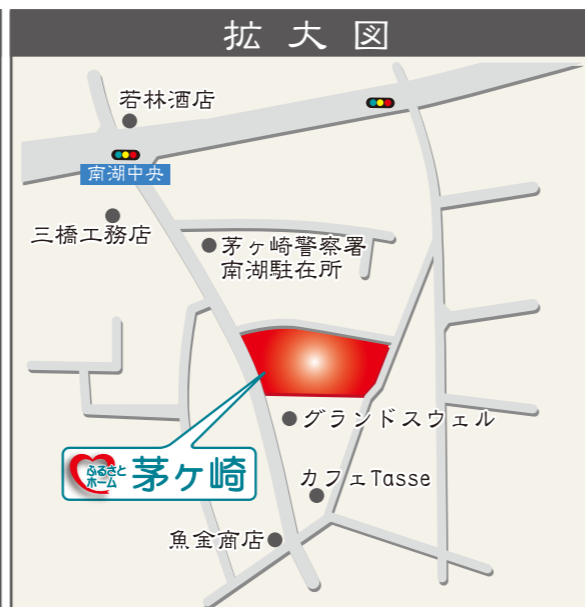 拡大図
若林酒店
南湖中央
三橋工務店
茅ヶ崎警察署
南湖駐在所
グランドスウェル
ふるさと
ホーム
茅ヶ崎
カフェTasse
魚金商店